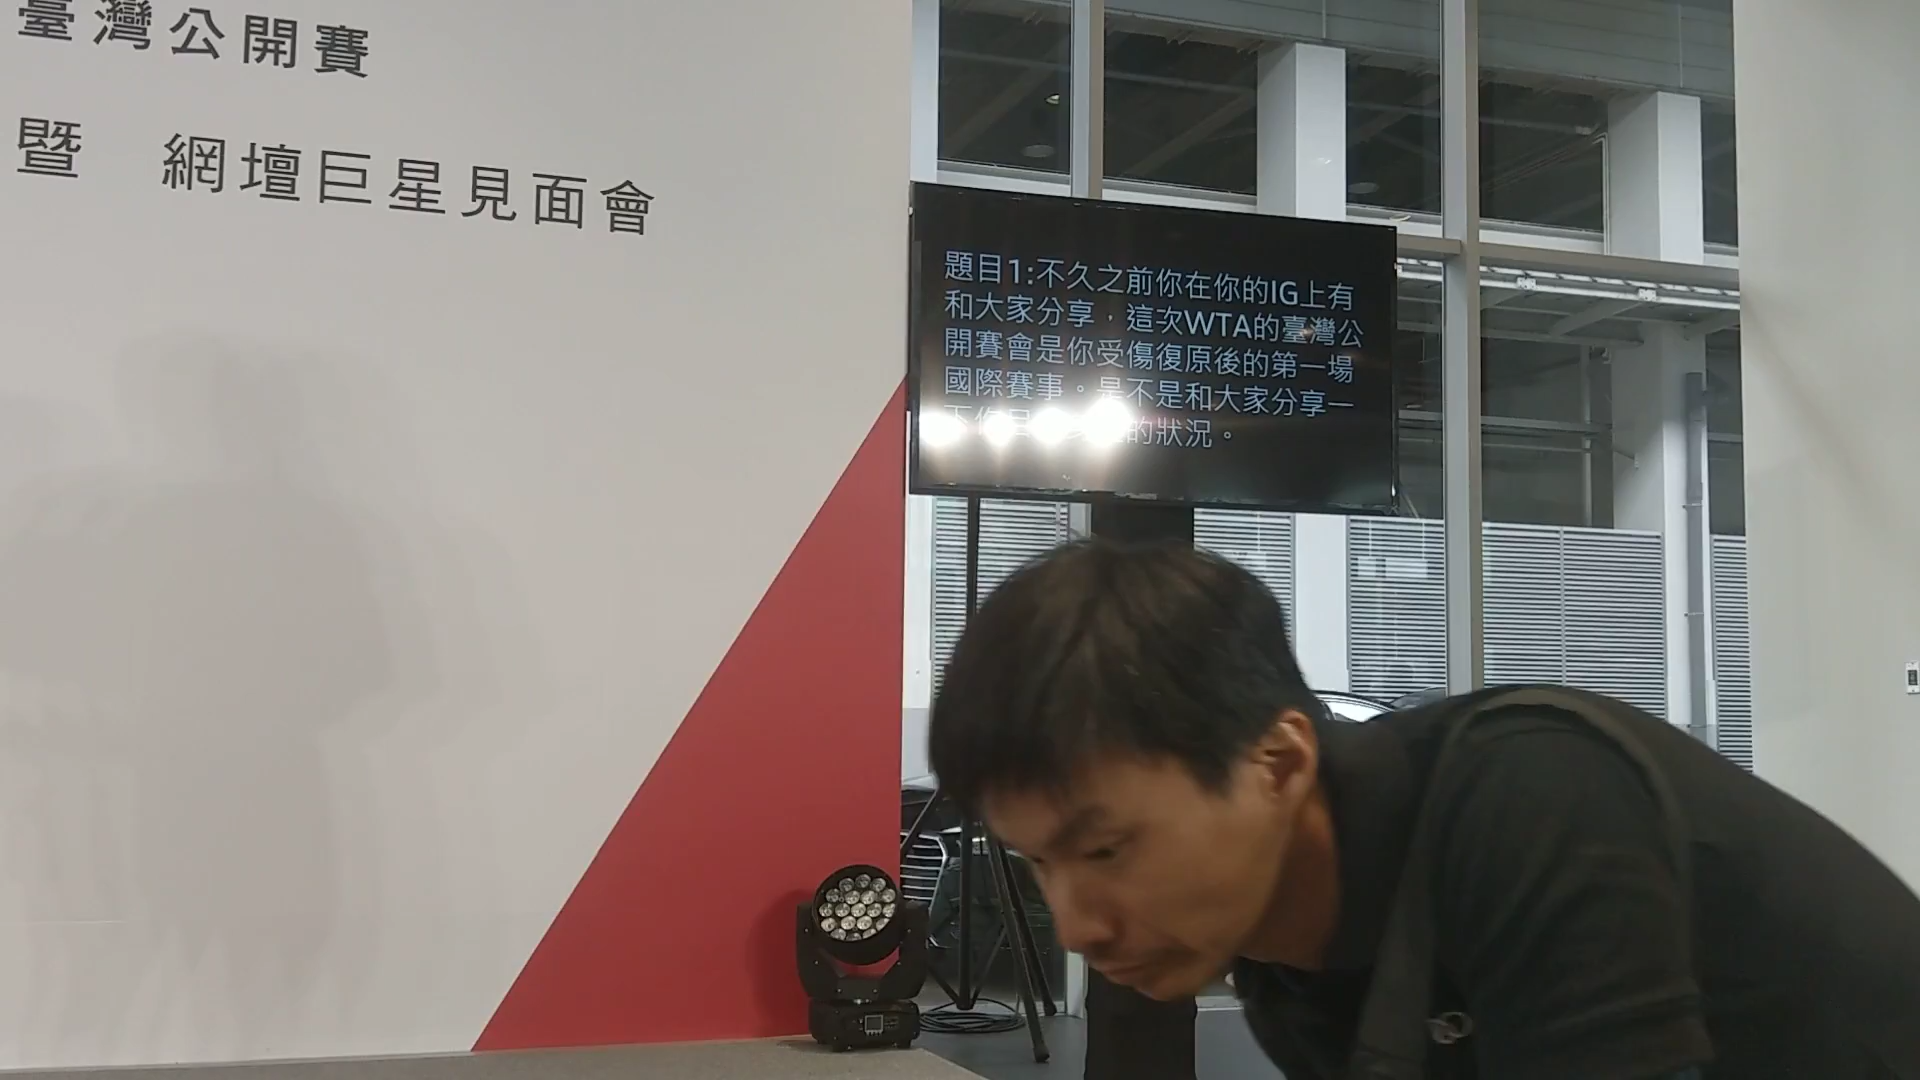 臺灣公開賽
暨 網壇巨星見面會
題目1:不久之前你在你的IG上有
和大家分享，這次WTA的臺灣公
開賽會是你受傷復原後的第一場
國際賽事。是不是和大家分享一
下你目的狀況。